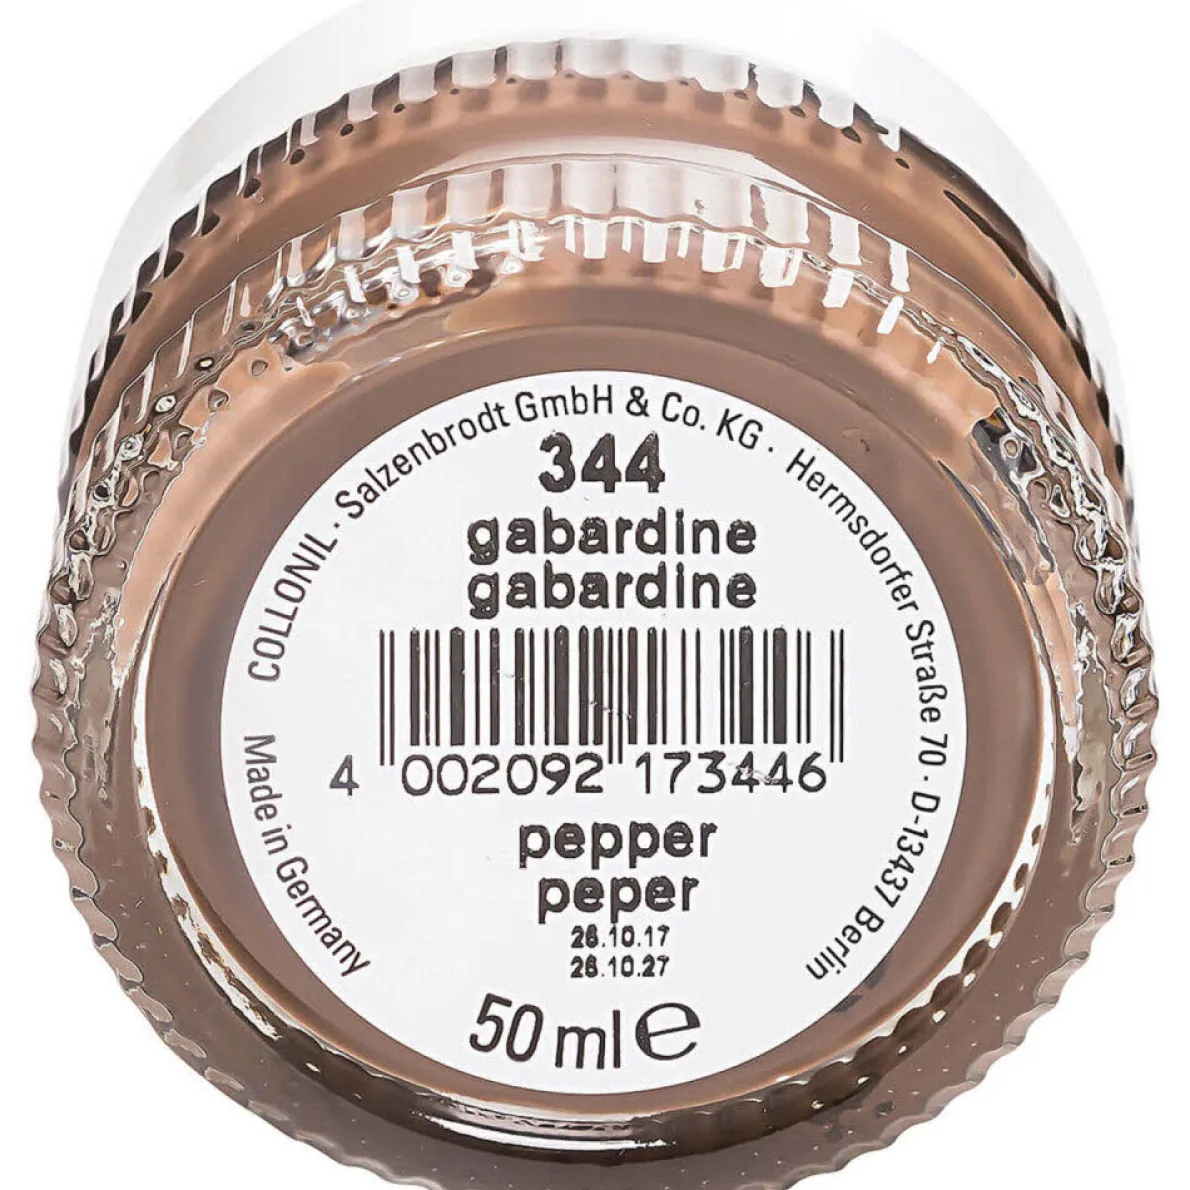 COLLONIL · Salzenbrodt GmbH & Co. KG · Hermsdorfer Straße 70 · D-13437 Berlin
344
gabardine
gabardine
4 002092 173446
pepper
peper
26.10.17
26.10.27
50 ml ℮
Made in Germany